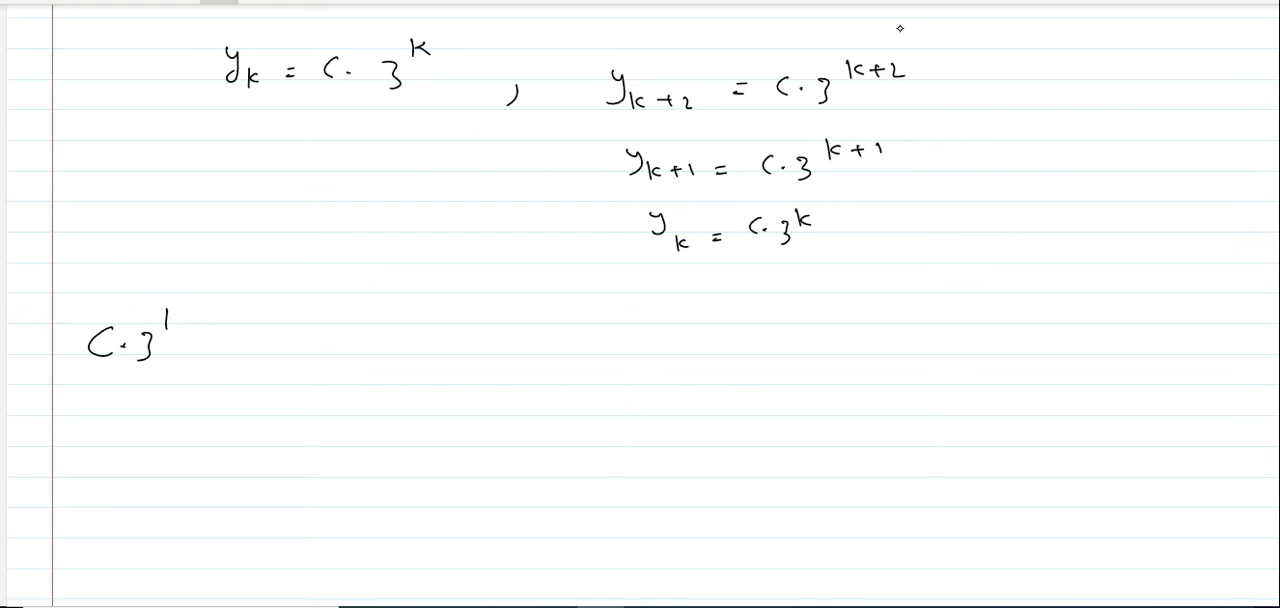 y_k = c. 3^k , y_{k+2} = c. 3^{k+2}
y_{k+1} = c. 3^{k+1}
y_k = c. 3^k
C. 3^1